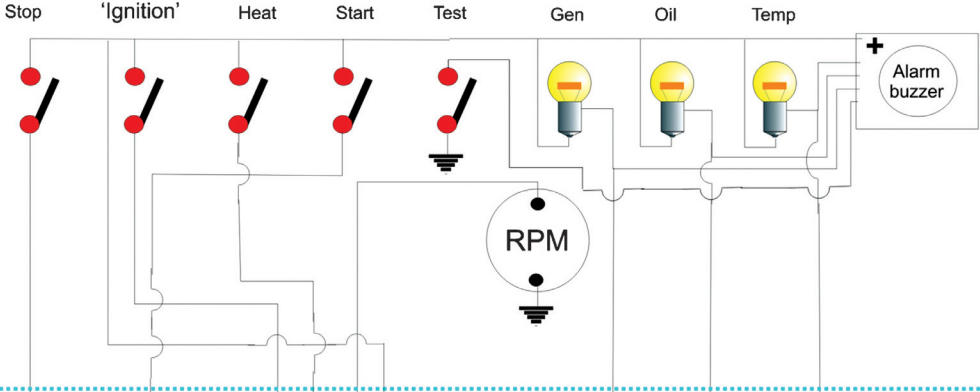 Stop 'Ignition' Heat Start Test Gen Oil Temp
+
Alarm
buzzer
RPM